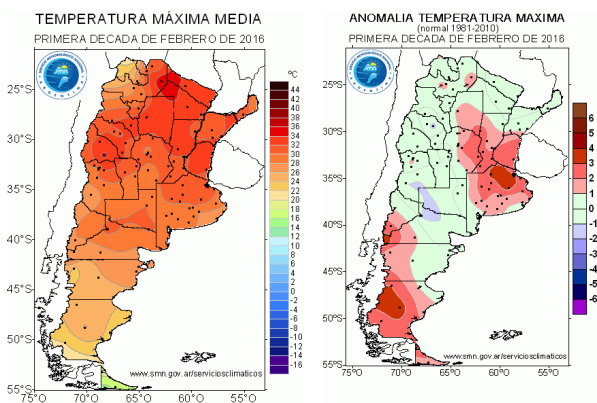 TEMPERATURA MÁXIMA MEDIA
PRIMERA DECADA DE FEBRERO DE 2016
smn
25°S
30°S
35°S
40°S
45°S
50°S
55°S
75°O 70°O 65°O 60°O 55°O
www.smn.gov.ar/serviciosclimaticos
ºC
44
42
40
38
36
34
32
30
28
26
24
22
20
18
16
14
12
10
8
6
4
2
0
-2
-4
-6
-8
-10
-12
-14
-16
ANOMALIA TEMPERATURA MAXIMA
(normal 1981-2010)
PRIMERA DECADA DE FEBRERO DE 2016
smn
25°S
30°S
35°S
40°S
45°S
50°S
55°S
75°O 70°O 65°O 60°O 55°O
www.smn.gov.ar/serviciosclimaticos
6
5
4
3
2
1
-1
-2
-3
-4
-5
-6